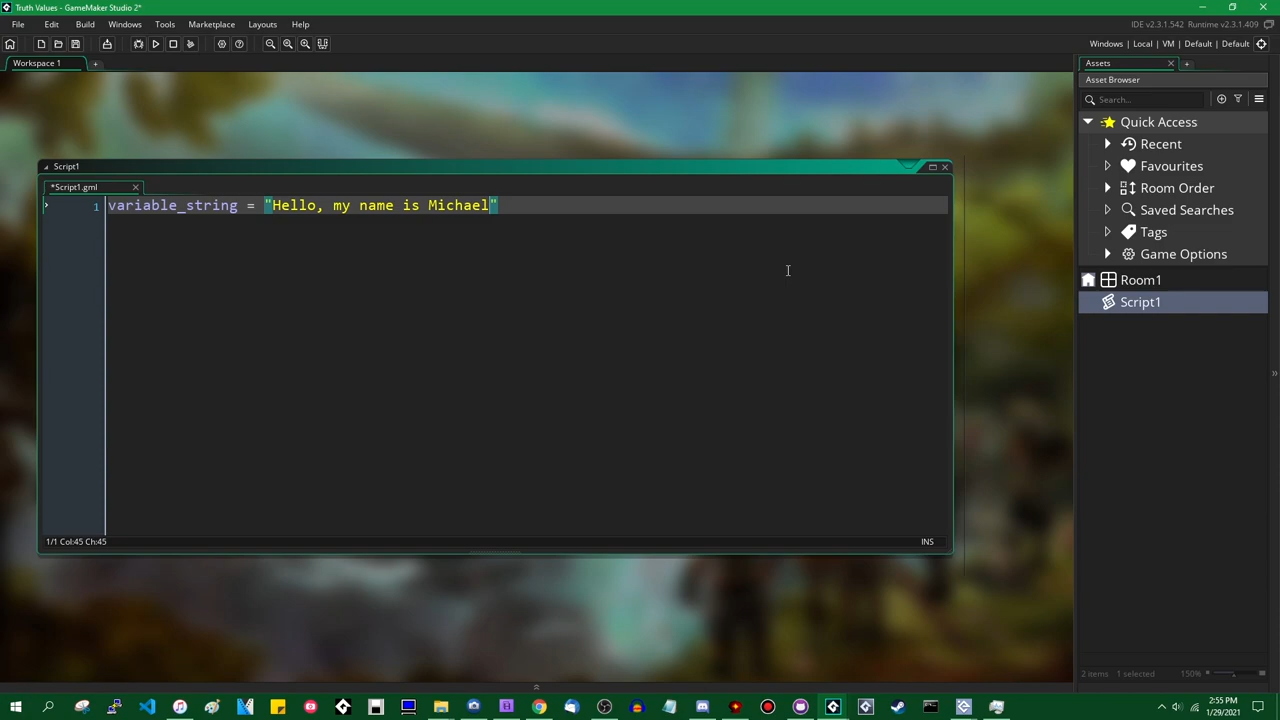 Truth Values - GameMaker Studio 2*
File Edit Build Windows Tools Marketplace Layouts Help
IDE v2.3.1.542 Runtime v2.3.1.409
Windows | Local | VM | Default | Default
Workspace 1
Assets
Asset Browser
Search...
Quick Access
Recent
Favourites
Room Order
Saved Searches
Tags
Game Options
Room1
Script1
Script1
*Script1.gml
1 variable_string = "Hello, my name is Michael"
1/1 Col:45 Ch:45
INS
2 items 1 selected 150%
2:55 PM
1/29/2021